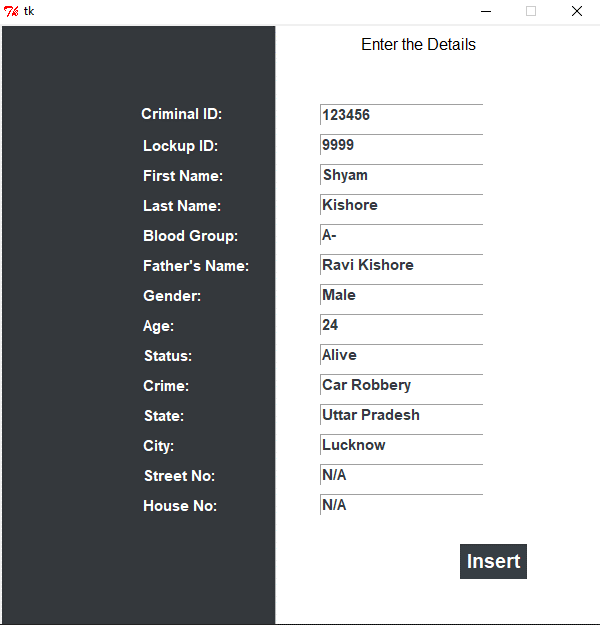 tk
Enter the Details
Criminal ID: 123456
Lockup ID: 9999
First Name: Shyam
Last Name: Kishore
Blood Group: A-
Father's Name: Ravi Kishore
Gender: Male
Age: 24
Status: Alive
Crime: Car Robbery
State: Uttar Pradesh
City: Lucknow
Street No: N/A
House No: N/A
Insert